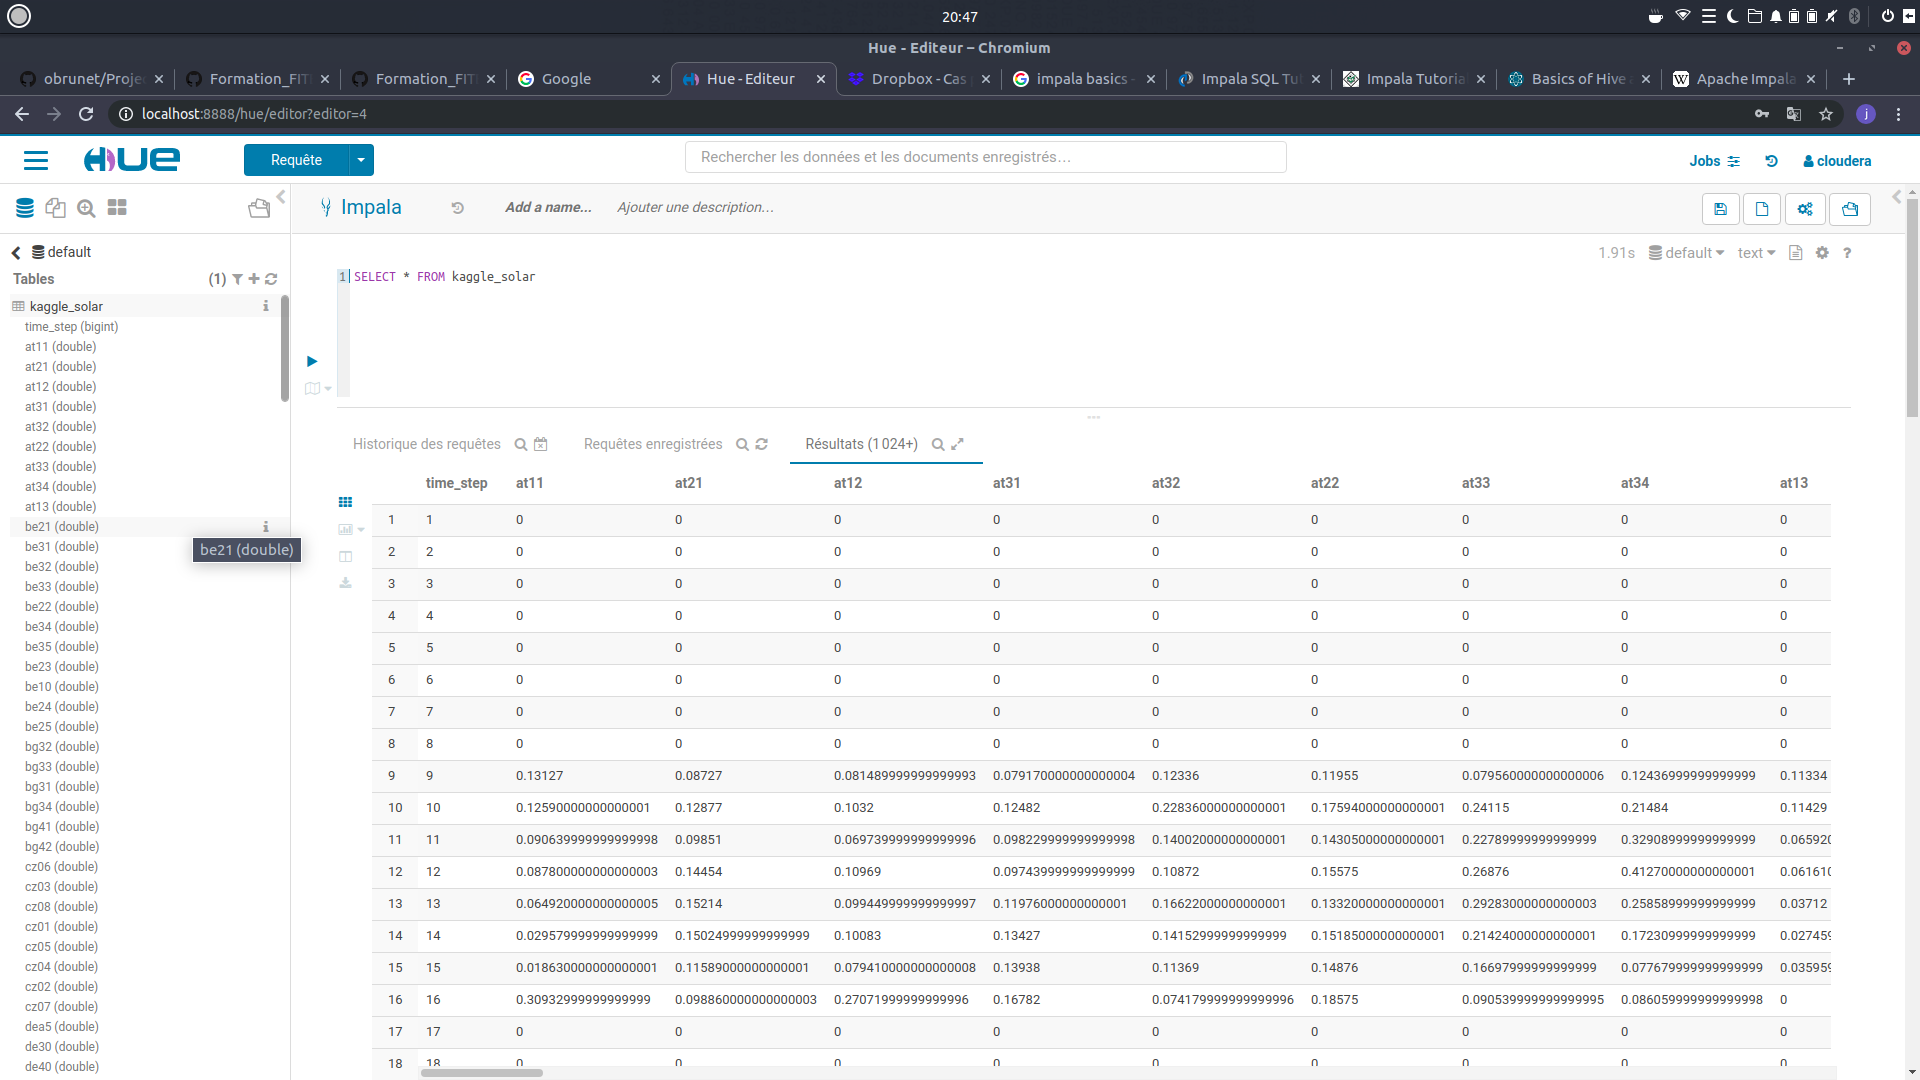 20:47
Hue - Editeur – Chromium
obrunet/Proje
Formation_FIT
Formation_FIT
Google
Hue - Editeur
Dropbox - Cas
impala basics -
Impala SQL Tu
Impala Tutoria
Basics of Hive
Apache Impala
localhost:8888/hue/editor?editor=4
j
HUE
Requête
Rechercher les données et les documents enregistrés...
Jobs
cloudera
Impala
Add a name...
Ajouter une description...
default
1.91s
default
text
?
Tables
(1)
1
SELECT * FROM kaggle_solar
kaggle_solar
time_step (bigint)
at11 (double)
at21 (double)
at12 (double)
at31 (double)
at32 (double)
at22 (double)
at33 (double)
at34 (double)
at13 (double)
be21 (double)
be31 (double)
be21 (double)
be32 (double)
be33 (double)
be22 (double)
be34 (double)
be35 (double)
be23 (double)
be10 (double)
be24 (double)
be25 (double)
bg32 (double)
bg33 (double)
bg31 (double)
bg34 (double)
bg41 (double)
bg42 (double)
cz06 (double)
cz03 (double)
cz08 (double)
cz01 (double)
cz05 (double)
cz04 (double)
cz02 (double)
cz07 (double)
dea5 (double)
de30 (double)
de40 (double)
Historique des requêtes
Requêtes enregistrées
Résultats (1 024+)
time_step at11 at21 at12 at31 at32 at22 at33 at34 at13
1 1 0 0 0 0 0 0 0 0 0
2 2 0 0 0 0 0 0 0 0 0
3 3 0 0 0 0 0 0 0 0 0
4 4 0 0 0 0 0 0 0 0 0
5 5 0 0 0 0 0 0 0 0 0
6 6 0 0 0 0 0 0 0 0 0
7 7 0 0 0 0 0 0 0 0 0
8 8 0 0 0 0 0 0 0 0 0
9 9 0.13127 0.08727 0.081489999999999993 0.079170000000000004 0.12336 0.11955 0.079560000000000006 0.12436999999999999 0.11334
10 10 0.12590000000000001 0.12877 0.1032 0.12482 0.22836000000000001 0.17594000000000001 0.24115 0.21484 0.11429
11 11 0.090639999999999998 0.09851 0.069739999999999996 0.098229999999999998 0.14002000000000001 0.14305000000000001 0.22789999999999999 0.32908999999999999 0.065920
12 12 0.087800000000000003 0.14454 0.10969 0.097439999999999999 0.10872 0.15575 0.26876 0.41270000000000001 0.061610
13 13 0.064920000000000005 0.15214 0.099449999999999997 0.11976000000000001 0.16622000000000001 0.13320000000000001 0.29283000000000003 0.25858999999999999 0.03712
14 14 0.029579999999999999 0.15024999999999999 0.10083 0.13427 0.14152999999999999 0.15185000000000001 0.21424000000000001 0.17230999999999999 0.027459
15 15 0.018630000000000001 0.11589000000000001 0.079410000000000008 0.13938 0.11369 0.14876 0.16697999999999999 0.077679999999999999 0.035959
16 16 0.30932999999999999 0.098860000000000003 0.27071999999999996 0.16782 0.074179999999999996 0.18575 0.090539999999999995 0.086059999999999998 0
17 17 0 0 0 0 0 0 0 0 0
18 18 0 0 0 0 0 0 0 0 0